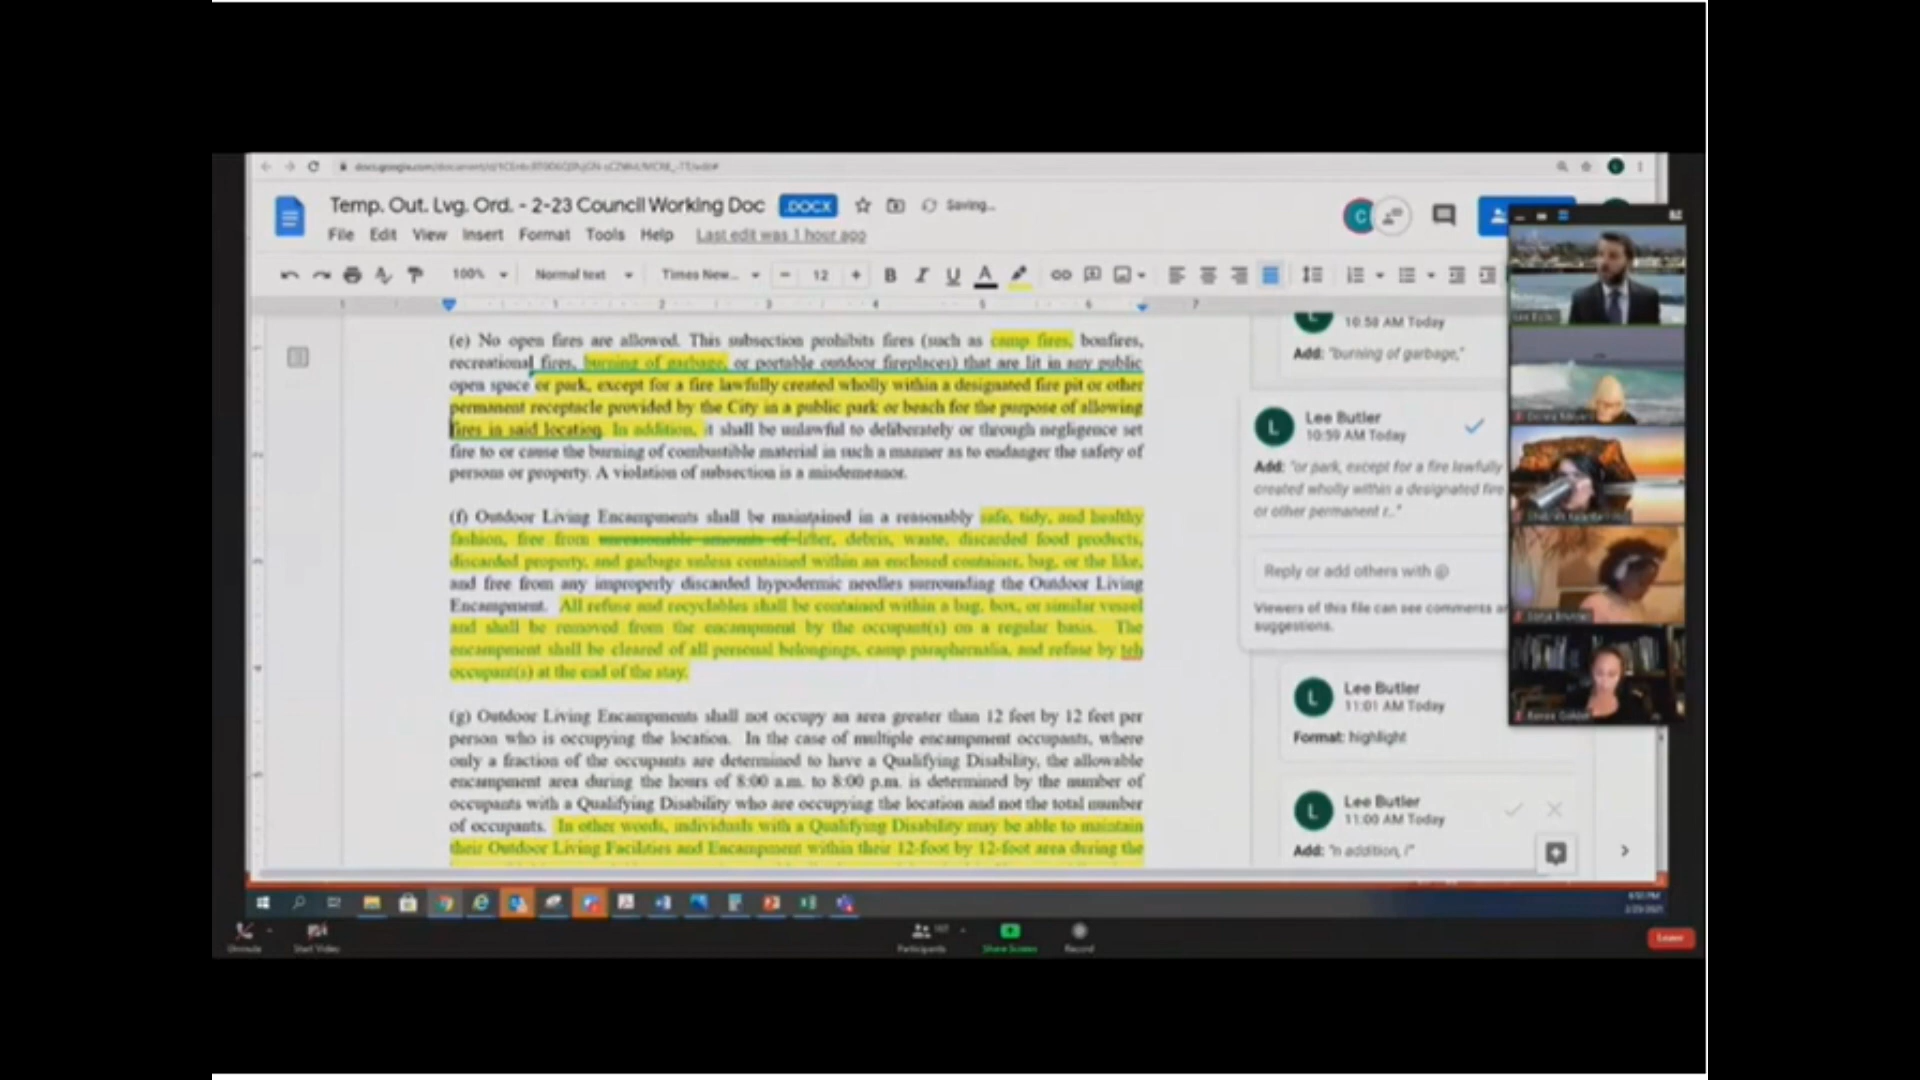 Temp. Out. Lvg. Ord. - 2-23 Council Working Doc .DOCX Saving...
File Edit View Insert Format Tools Help Last edit was 1 hour ago
100% Normal text Times New... 12
1 1 2 3 4 5 6 7
(e) No open fires are allowed. This subsection prohibits fires (such as camp fires, bonfires,
recreational fires, burning of garbage, or portable outdoor fireplaces) that are lit in any public
open space or park, except for a fire lawfully created wholly within a designated fire pit or other
permanent receptacle provided by the City in a public park or beach for the purpose of allowing
fires in said location. In addition, it shall be unlawful to deliberately or through negligence set
fire to or cause the burning of combustible material in such a manner as to endanger the safety of
persons or property. A violation of subsection is a misdemeanor.
(f) Outdoor Living Encampments shall be maintained in a reasonably safe, tidy, and healthy
fashion, free from unreasonable amounts of litter, debris, waste, discarded food products,
discarded property, and garbage unless contained within an enclosed container, bag, or the like,
and free from any improperly discarded hypodermic needles surrounding the Outdoor Living
Encampment. All refuse and recyclables shall be contained within a bag, box, or similar vessel
and shall be removed from the encampment by the occupant(s) on a regular basis. The
encampment shall be cleared of all personal belongings, camp paraphernalia, and refuse by teh
occupant(s) at the end of the stay.
(g) Outdoor Living Encampments shall not occupy an area greater than 12 feet by 12 feet per
person who is occupying the location. In the case of multiple encampment occupants, where
only a fraction of the occupants are determined to have a Qualifying Disability, the allowable
encampment area during the hours of 8:00 a.m. to 8:00 p.m. is determined by the number of
occupants with a Qualifying Disability who are occupying the location and not the total number
of occupants. In other words, individuals with a Qualifying Disability may be able to maintain
their Outdoor Living Facilities and Encampment within their 12-foot by 12-foot area during the
10:58 AM Today
Add: "burning of garbage,"
L Lee Butler
10:59 AM Today
Add: "or park, except for a fire lawfully
created wholly within a designated fire
or other permanent r..."
Reply or add others with @
Viewers of this file can see comments
suggestions.
L Lee Butler
11:01 AM Today
Format: highlight
L Lee Butler
11:00 AM Today
Add: "n addition, i"
Unmute Start Video Participants Share Screen Record Leave